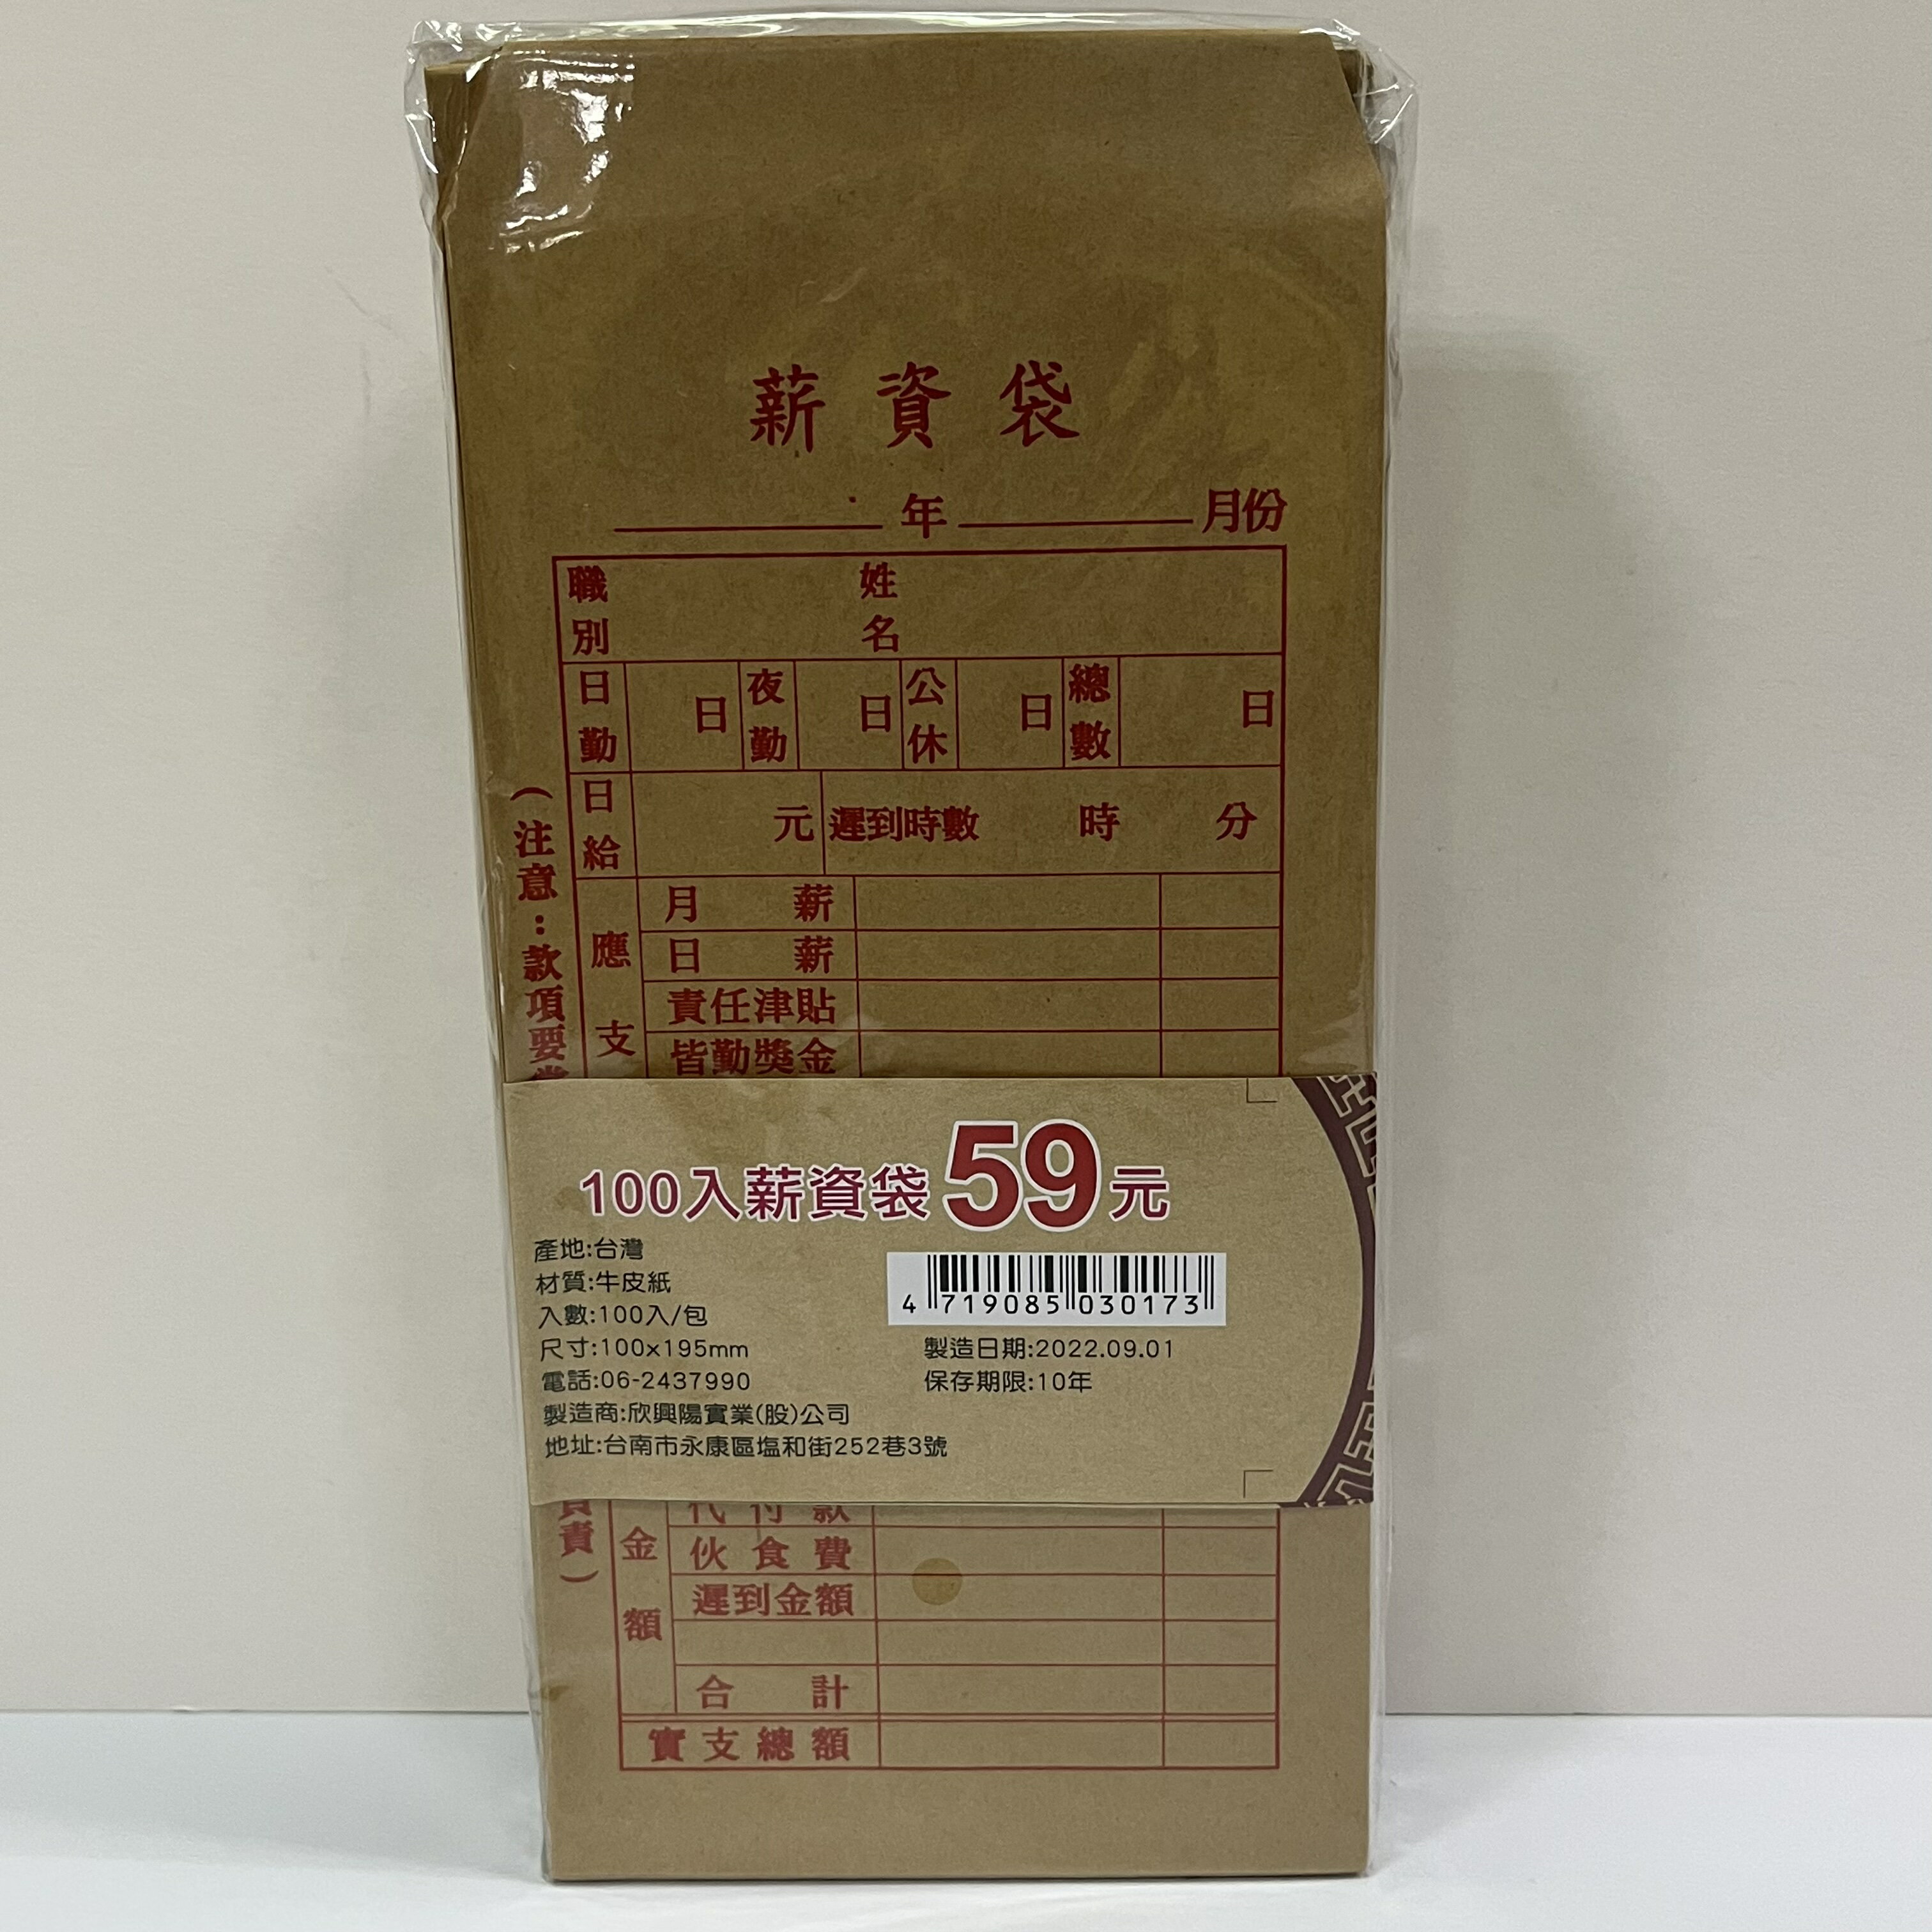 薪資袋
年 月份
職別 姓名
日勤 日 夜勤 日 公休 日 總數 日
日給 元 遲到時數 時 分
(注意:款項要
應支
月薪
日薪
責任津貼
皆勤獎金
100入薪資袋59元
產地:台灣
材質:牛皮紙
入數:100入/包
尺寸:100x195mm
電話:06-2437990
製造商:欣興陽實業(股)公司
地址:台南市永康區塩和街252巷3號
4 719085 030173
製造日期:2022.09.01
保存期限:10年
責)
金額
代付款
伙食費
遲到金額
合計
實支總額